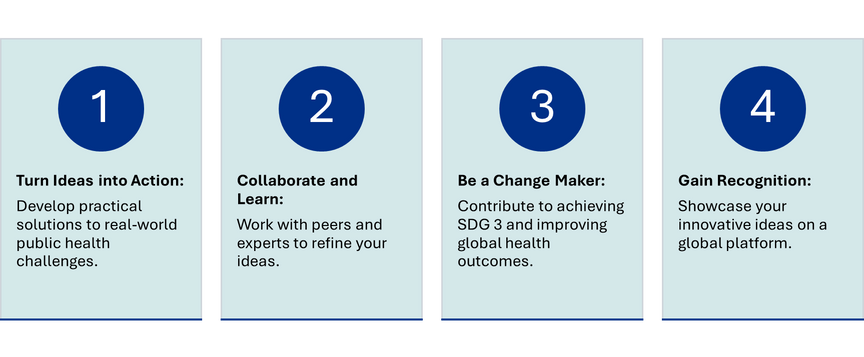 1
Turn Ideas into Action:
Develop practical
solutions to real-world
public health
challenges.
2
Collaborate and
Learn:
Work with peers and
experts to refine your
ideas.
3
Be a Change Maker:
Contribute to achieving
SDG 3 and improving
global health
outcomes.
4
Gain Recognition:
Showcase your
innovative ideas on a
global platform.